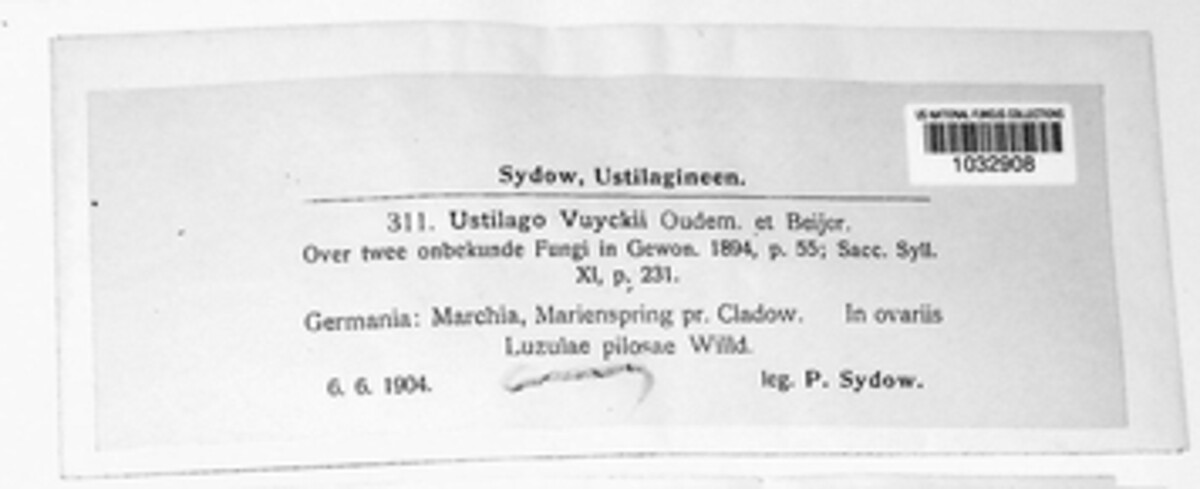 US NATIONAL FUNGUS COLLECTIONS
1032908
Sydow, Ustilagineen.
311. Ustilago Vuyckii Oudem. et Beijer.
Over twee onbekunde Fungi in Gewon. 1894, p. 55; Sacc. Syll.
XI, p. 231.
Germania: Marchia, Marienspring pr. Cladow. In ovariis
Luzulae pilosae Willd.
6. 6. 1904. leg. P. Sydow.